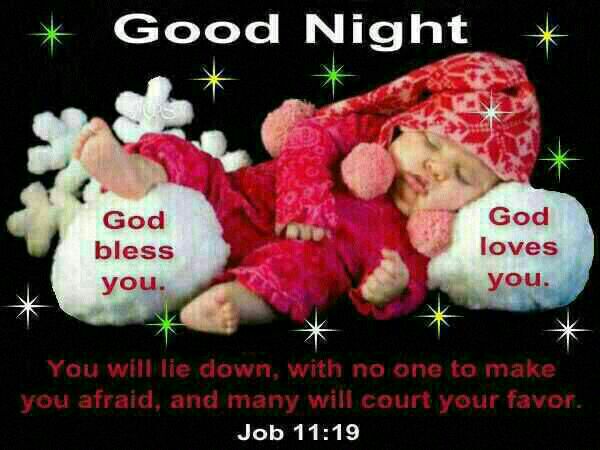 Good Night
God
bless
you.
God
loves
you.
You will lie down, with no one to make
you afraid, and many will court your favor.
Job 11:19